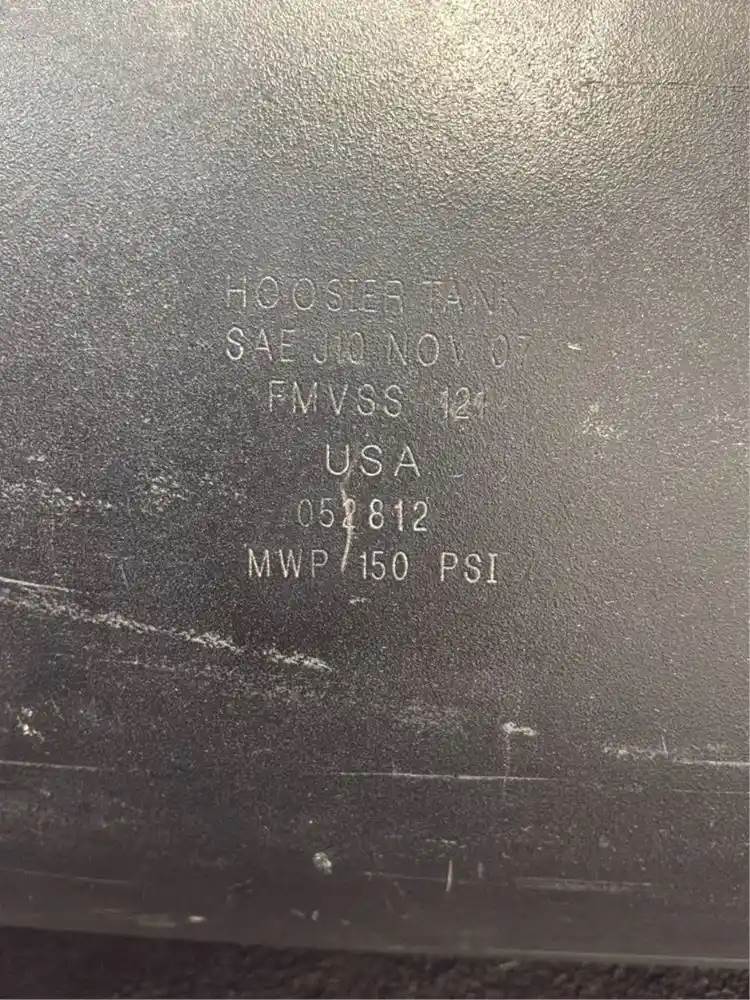 HOOSIER TANK
SAE J10 NOV 07
FMVSS 121
USA
052812
MWP 150 PSI